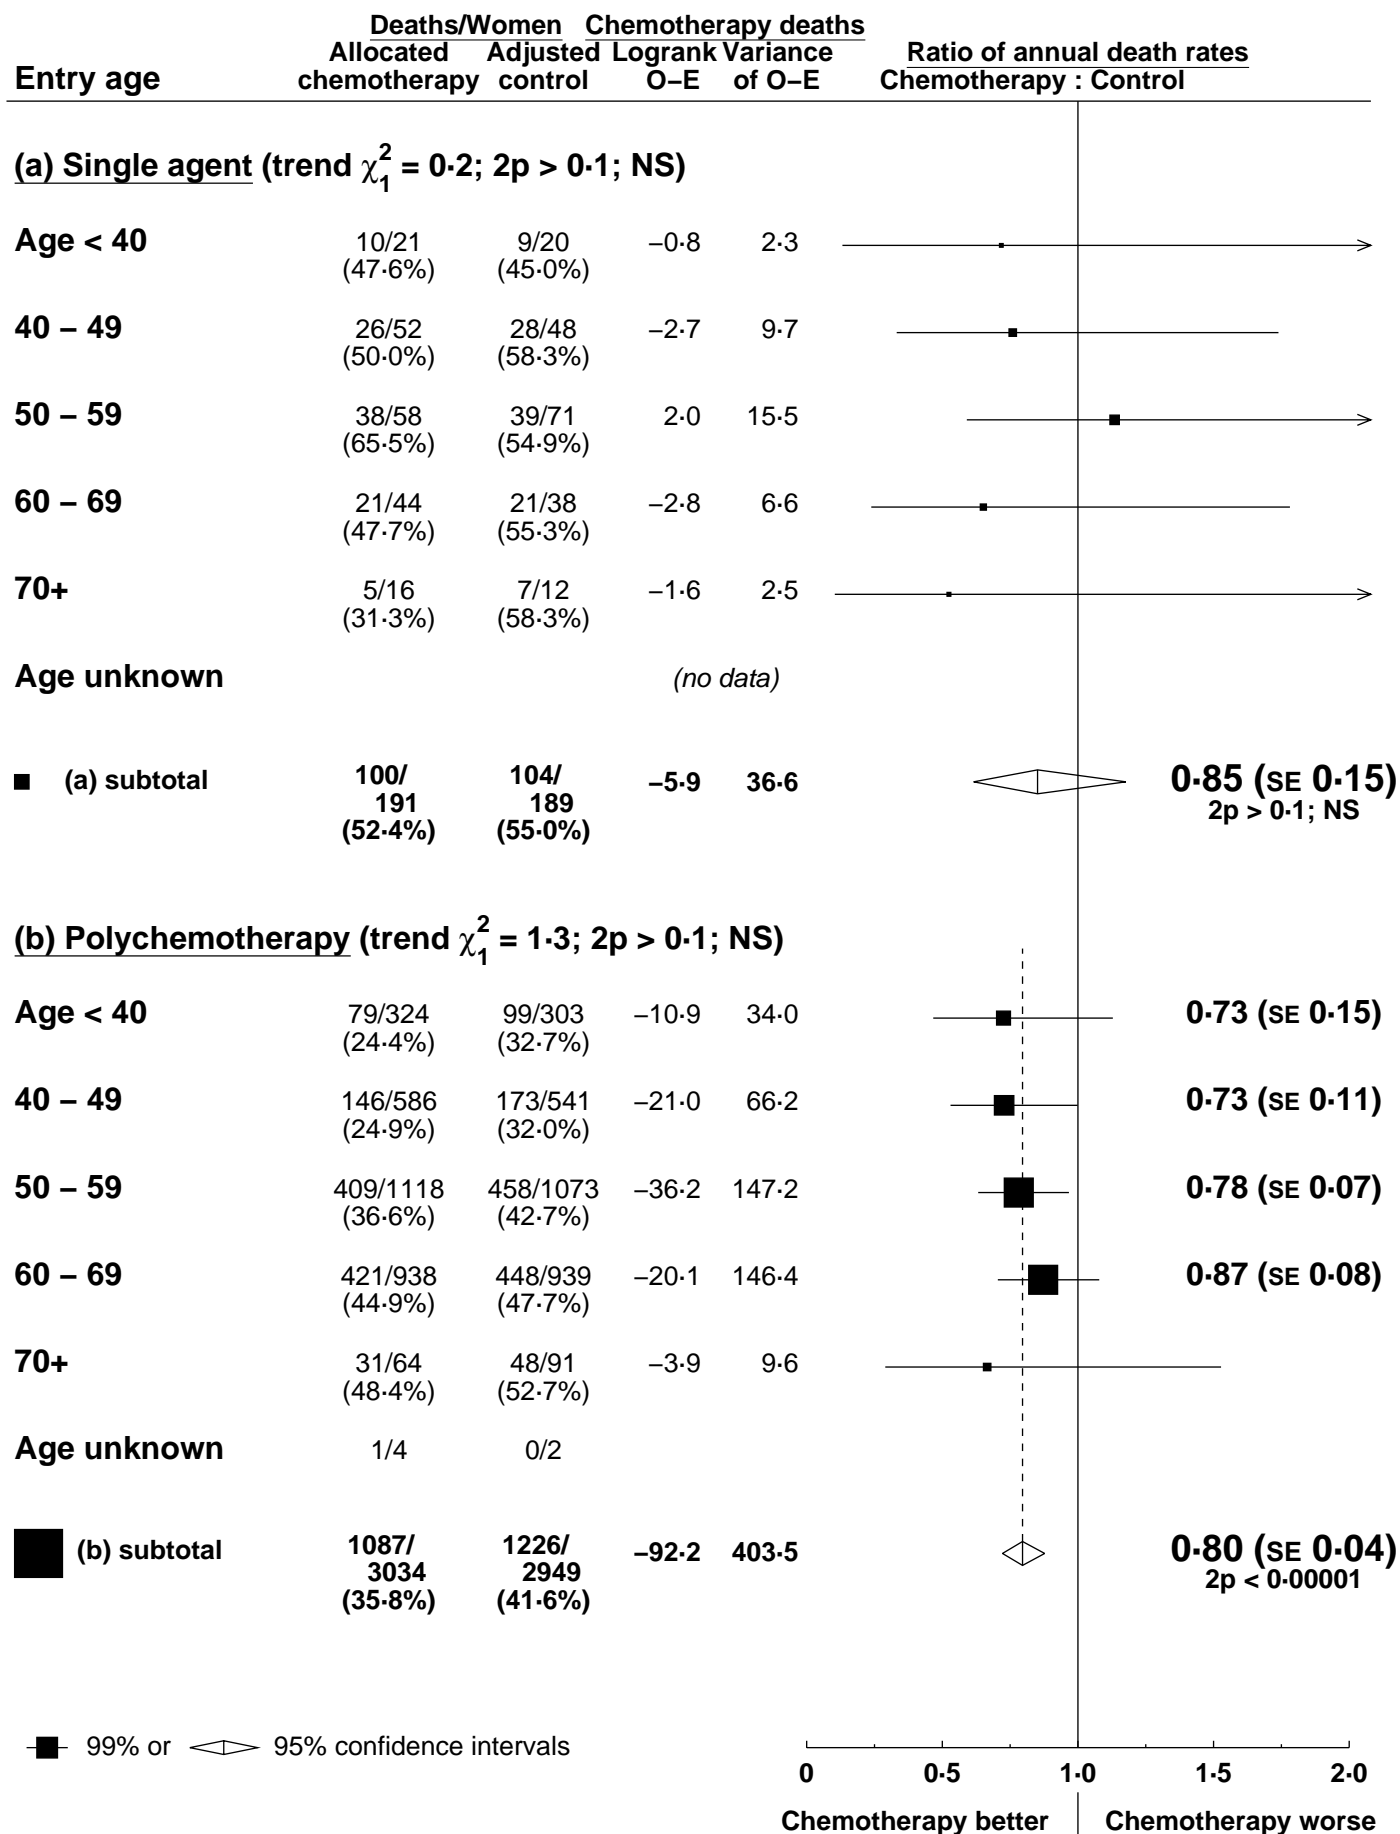 Deaths/Women Chemotherapy deaths
Allocated Adjusted Logrank Variance Ratio of annual death rates
Entry age chemotherapy control O–E of O–E Chemotherapy : Control
(a) Single agent (trend χ²₁ = 0·2; 2p > 0·1; NS)
Age < 40 10/21 9/20 –0·8 2·3
(47·6%) (45·0%)
40 – 49 26/52 28/48 –2·7 9·7
(50·0%) (58·3%)
50 – 59 38/58 39/71 2·0 15·5
(65·5%) (54·9%)
60 – 69 21/44 21/38 –2·8 6·6
(47·7%) (55·3%)
70+ 5/16 7/12 –1·6 2·5
(31·3%) (58·3%)
Age unknown (no data)
(a) subtotal 100/ 104/ –5·9 36·6 0·85 (SE 0·15)
191 189 2p > 0·1; NS
(52·4%) (55·0%)
(b) Polychemotherapy (trend χ²₁ = 1·3; 2p > 0·1; NS)
Age < 40 79/324 99/303 –10·9 34·0 0·73 (SE 0·15)
(24·4%) (32·7%)
40 – 49 146/586 173/541 –21·0 66·2 0·73 (SE 0·11)
(24·9%) (32·0%)
50 – 59 409/1118 458/1073 –36·2 147·2 0·78 (SE 0·07)
(36·6%) (42·7%)
60 – 69 421/938 448/939 –20·1 146·4 0·87 (SE 0·08)
(44·9%) (47·7%)
70+ 31/64 48/91 –3·9 9·6
(48·4%) (52·7%)
Age unknown 1/4 0/2
(b) subtotal 1087/ 1226/ –92·2 403·5 0·80 (SE 0·04)
3034 2949 2p < 0·00001
(35·8%) (41·6%)
99% or 95% confidence intervals
0 0·5 1·0 1·5 2·0
Chemotherapy better Chemotherapy worse